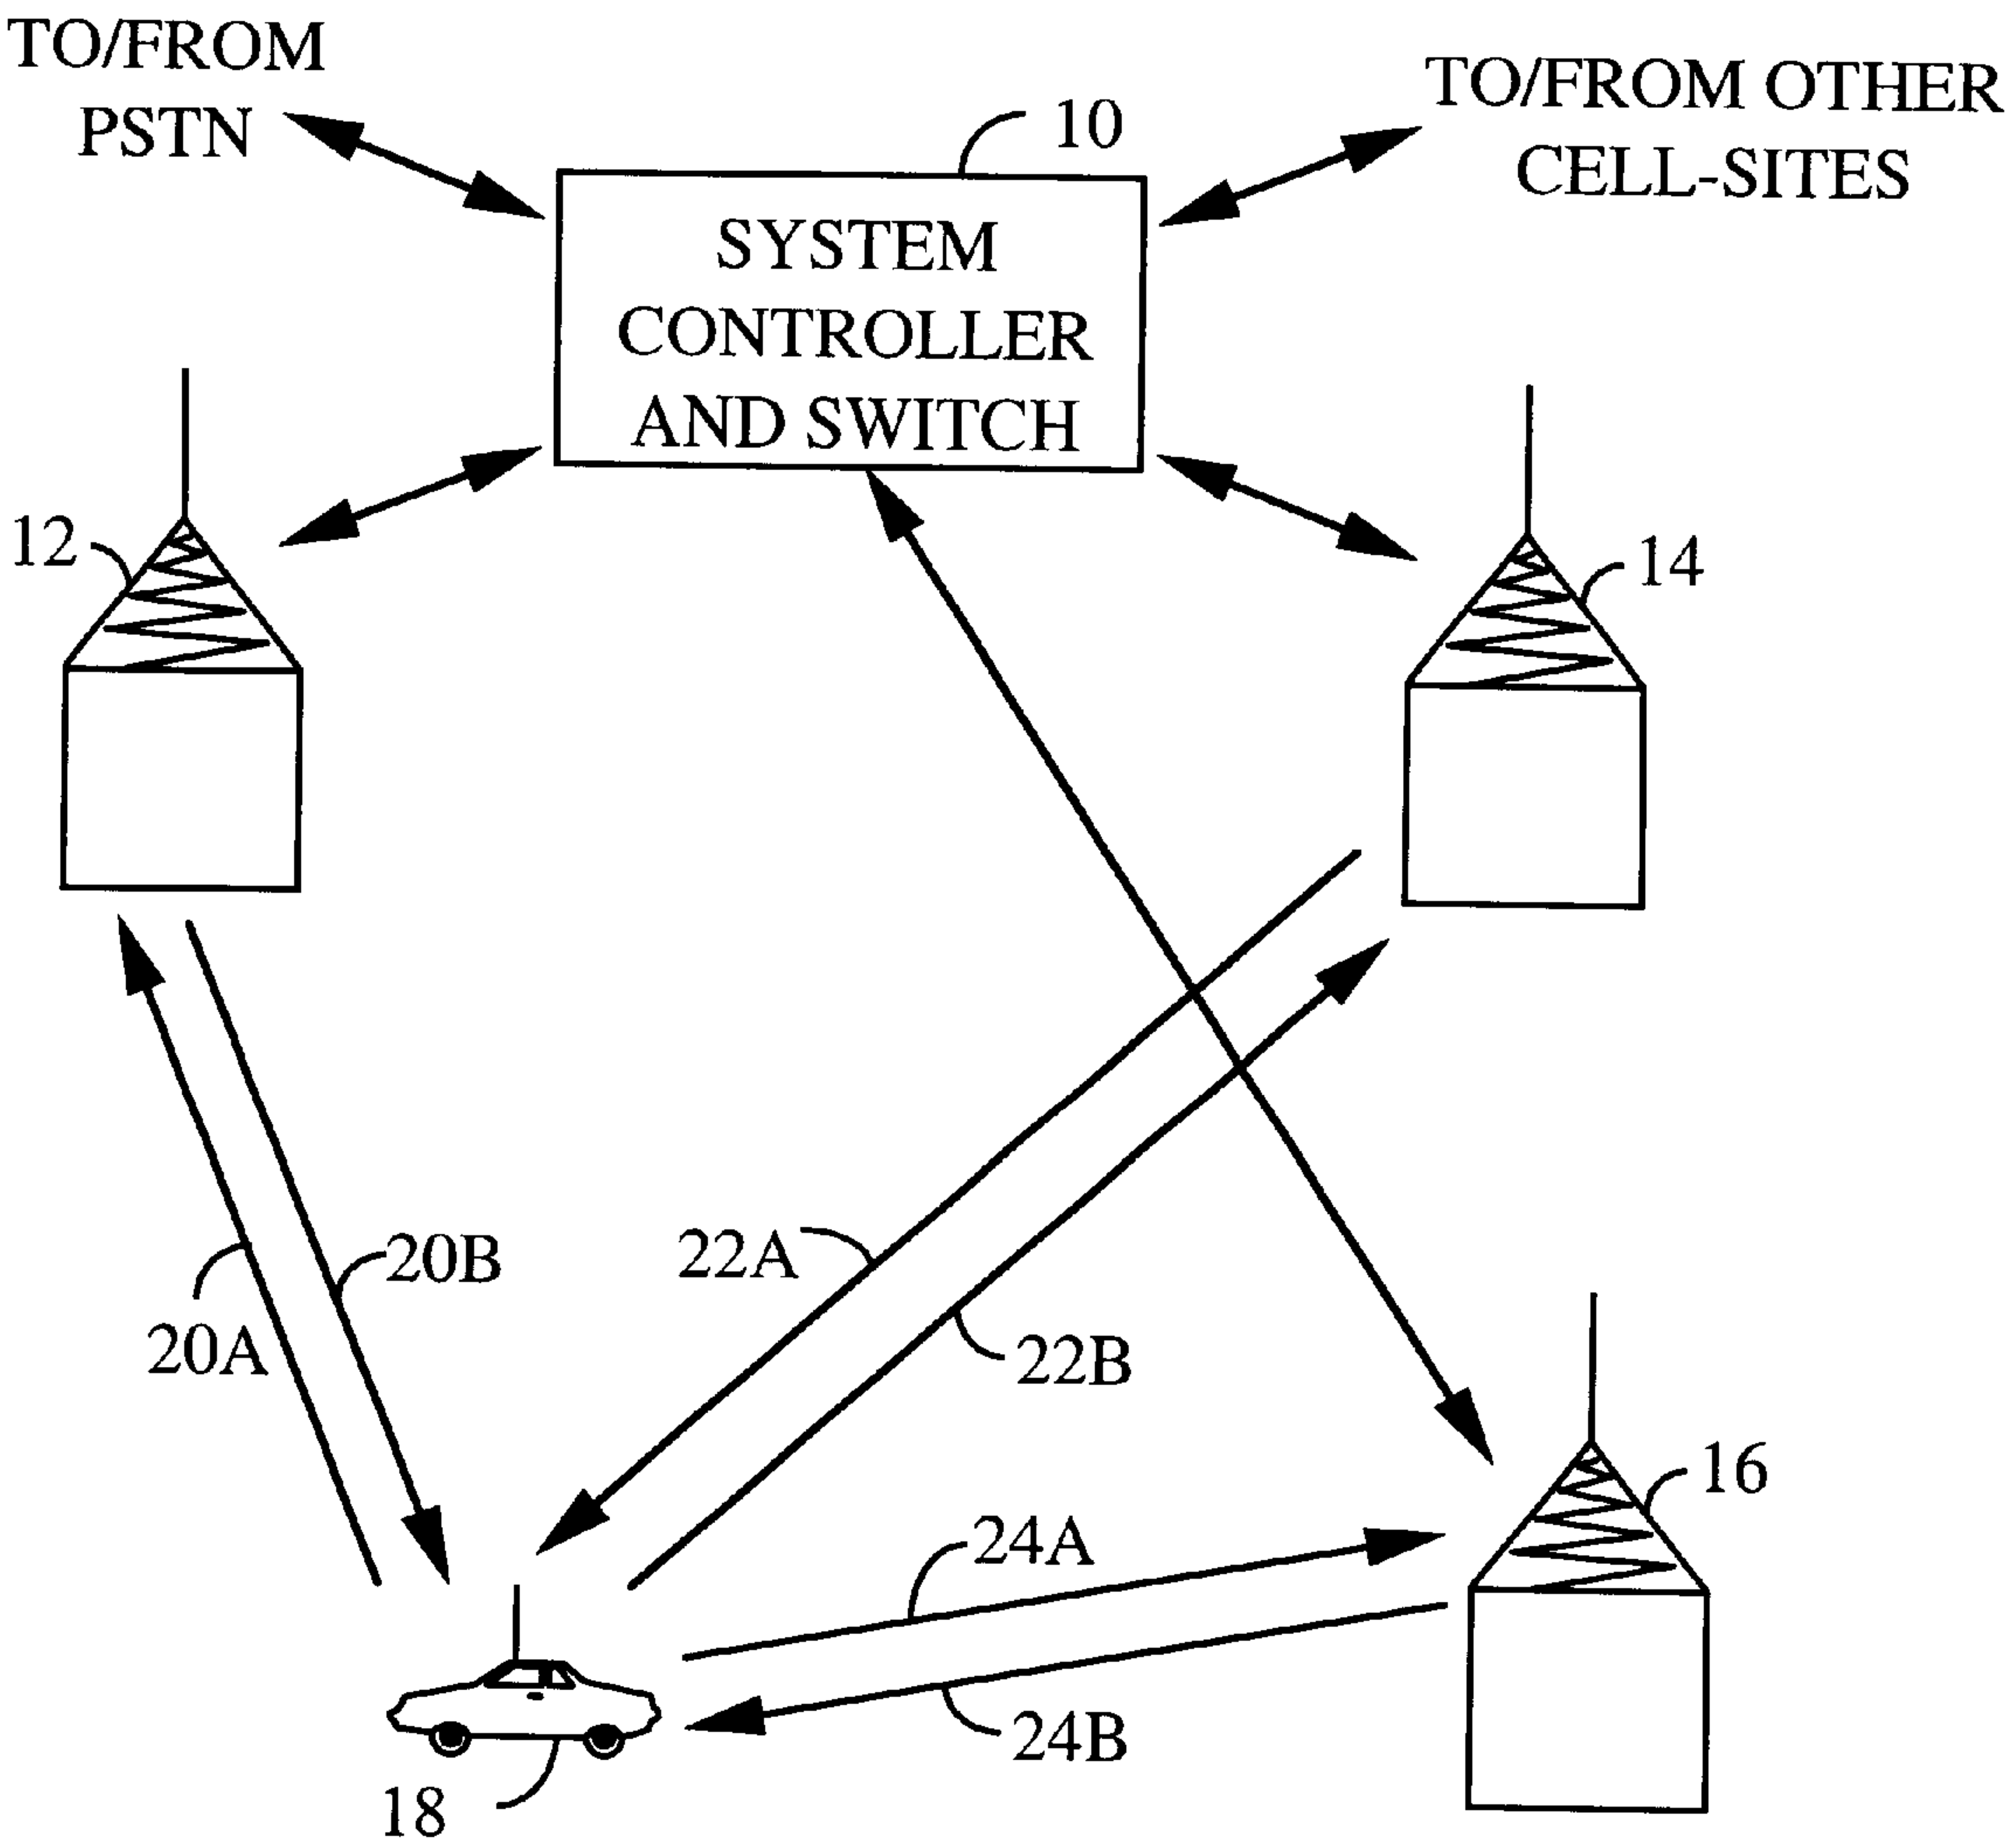 TO/FROM
PSTN
10
TO/FROM OTHER
CELL-SITES
SYSTEM
CONTROLLER
AND SWITCH
12
14
20B
22A
20A
22B
16
24A
24B
18